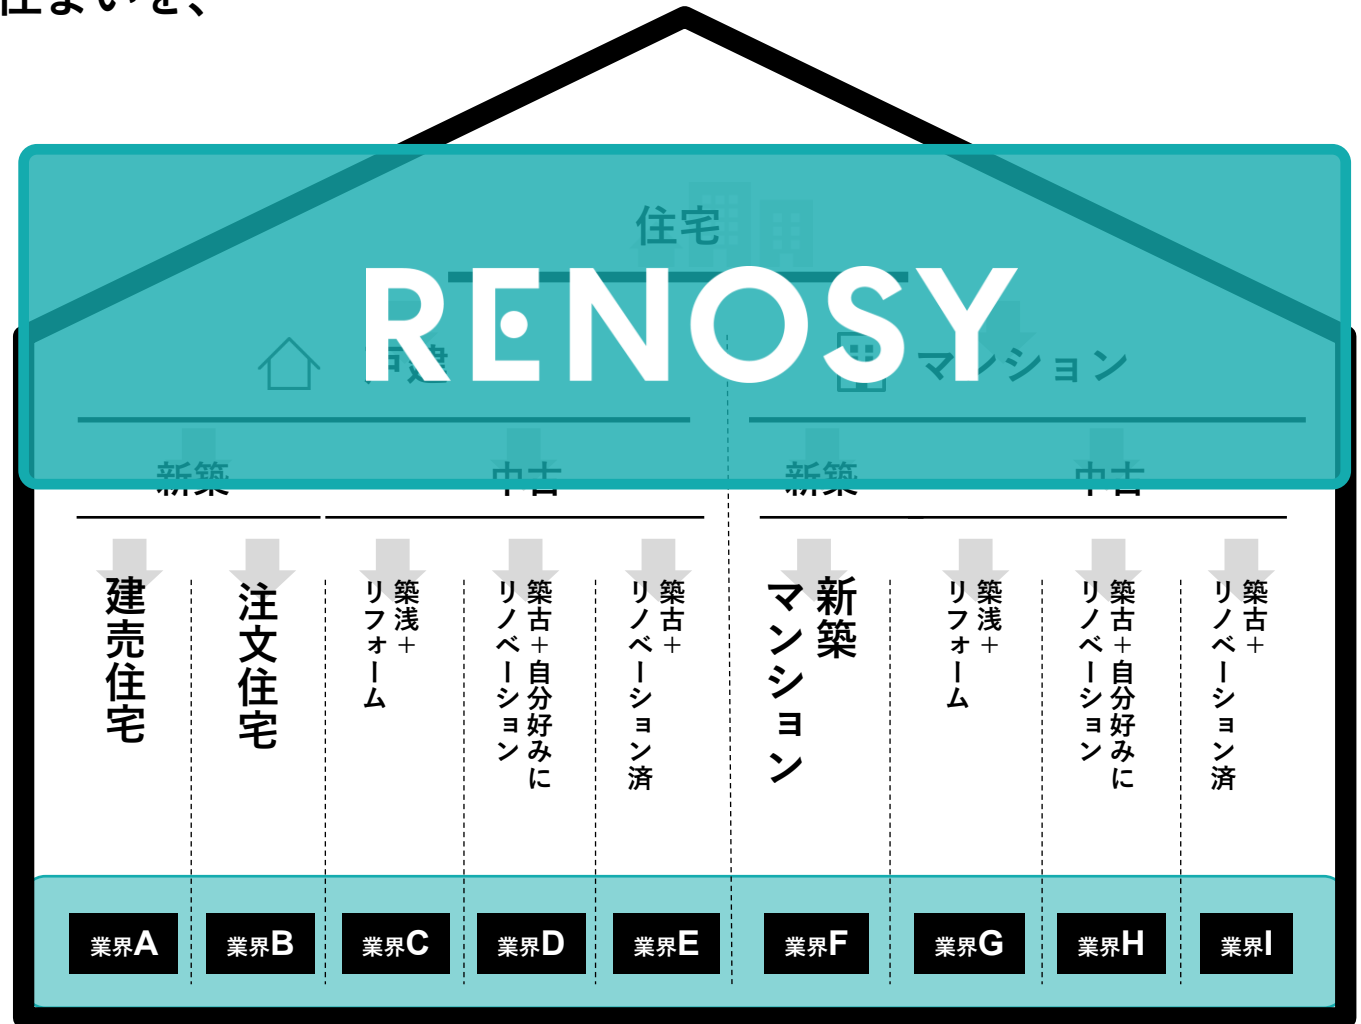 住まいを、
住宅
RENOSY
戸建
マンション
新築
中古
新築
中古
建売住宅
注文住宅
築浅＋
リフォーム
築古＋自分好みに
リノベーション
築古＋
リノベーション済
新築
マンション
築浅＋
リフォーム
築古＋自分好みに
リノベーション
築古＋
リノベーション済
業界A
業界B
業界C
業界D
業界E
業界F
業界G
業界H
業界I